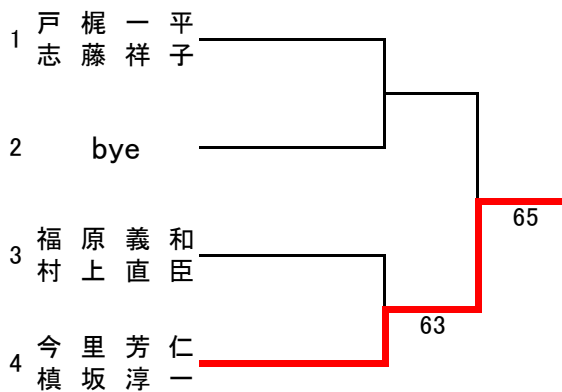 1 戸梶一平
志藤祥子
2 bye
65
3 福原義和
村上直臣
63
4 今里芳仁
槙坂淳一